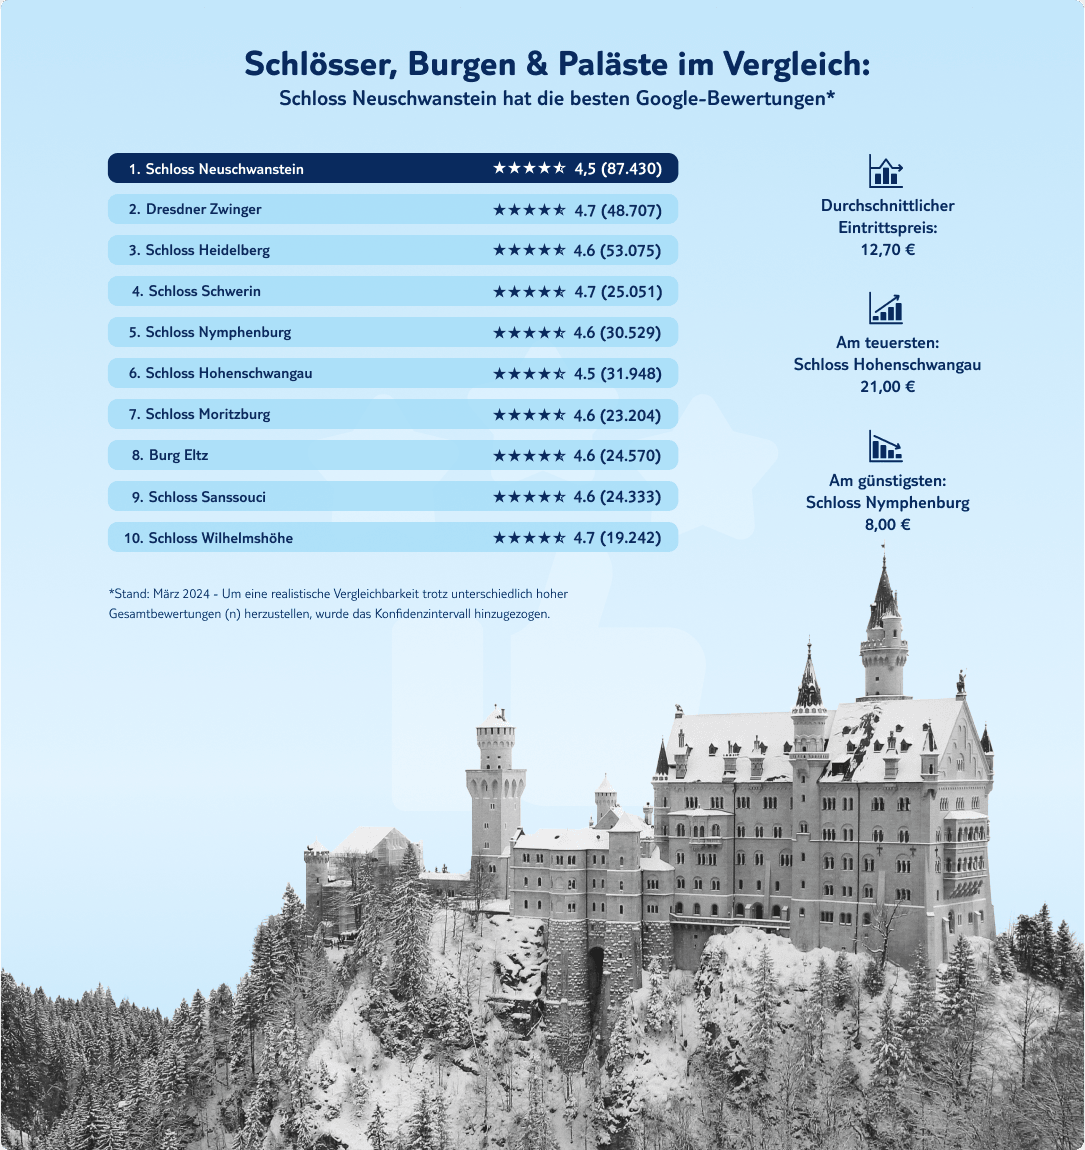 Schlösser, Burgen & Paläste im Vergleich:
Schloss Neuschwanstein hat die besten Google-Bewertungen*
1. Schloss Neuschwanstein ★★★★⯪ 4,5 (87.430)
2. Dresdner Zwinger ★★★★⯪ 4.7 (48.707)
3. Schloss Heidelberg ★★★★⯪ 4.6 (53.075)
4. Schloss Schwerin ★★★★⯪ 4.7 (25.051)
5. Schloss Nymphenburg ★★★★⯪ 4.6 (30.529)
6. Schloss Hohenschwangau ★★★★⯪ 4.5 (31.948)
7. Schloss Moritzburg ★★★★⯪ 4.6 (23.204)
8. Burg Eltz ★★★★⯪ 4.6 (24.570)
9. Schloss Sanssouci ★★★★⯪ 4.6 (24.333)
10. Schloss Wilhelmshöhe ★★★★⯪ 4.7 (19.242)
*Stand: März 2024 - Um eine realistische Vergleichbarkeit trotz unterschiedlich hoher
Gesamtbewertungen (n) herzustellen, wurde das Konfidenzintervall hinzugezogen.
Durchschnittlicher
Eintrittspreis:
12,70 €
Am teuersten:
Schloss Hohenschwangau
21,00 €
Am günstigsten:
Schloss Nymphenburg
8,00 €